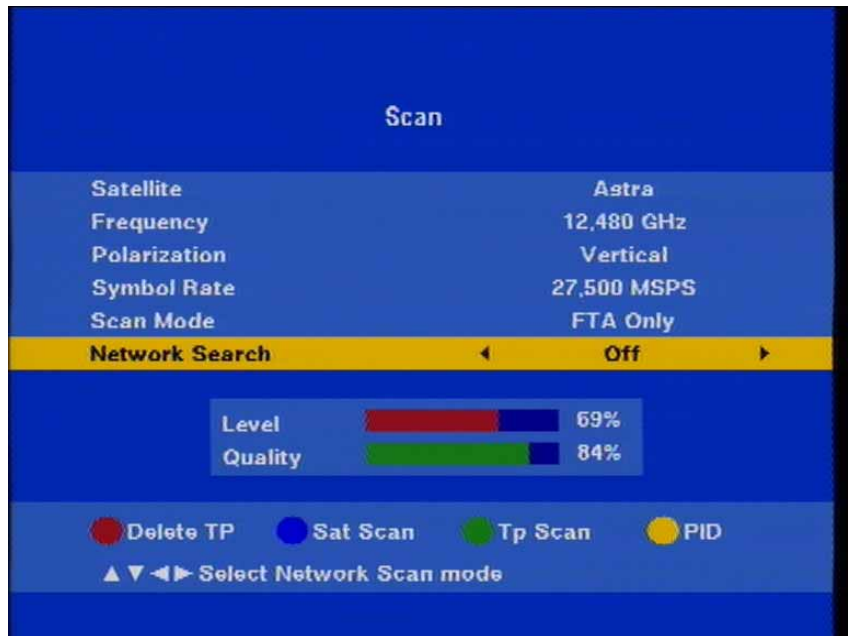 Scan
Satellite Astra
Frequency 12,480 GHz
Polarization Vertical
Symbol Rate 27,500 MSPS
Scan Mode FTA Only
Network Search Off
Level 69%
Quality 84%
Delete TP Sat Scan Tp Scan PID
▲▼◀▶ Select Network Scan mode